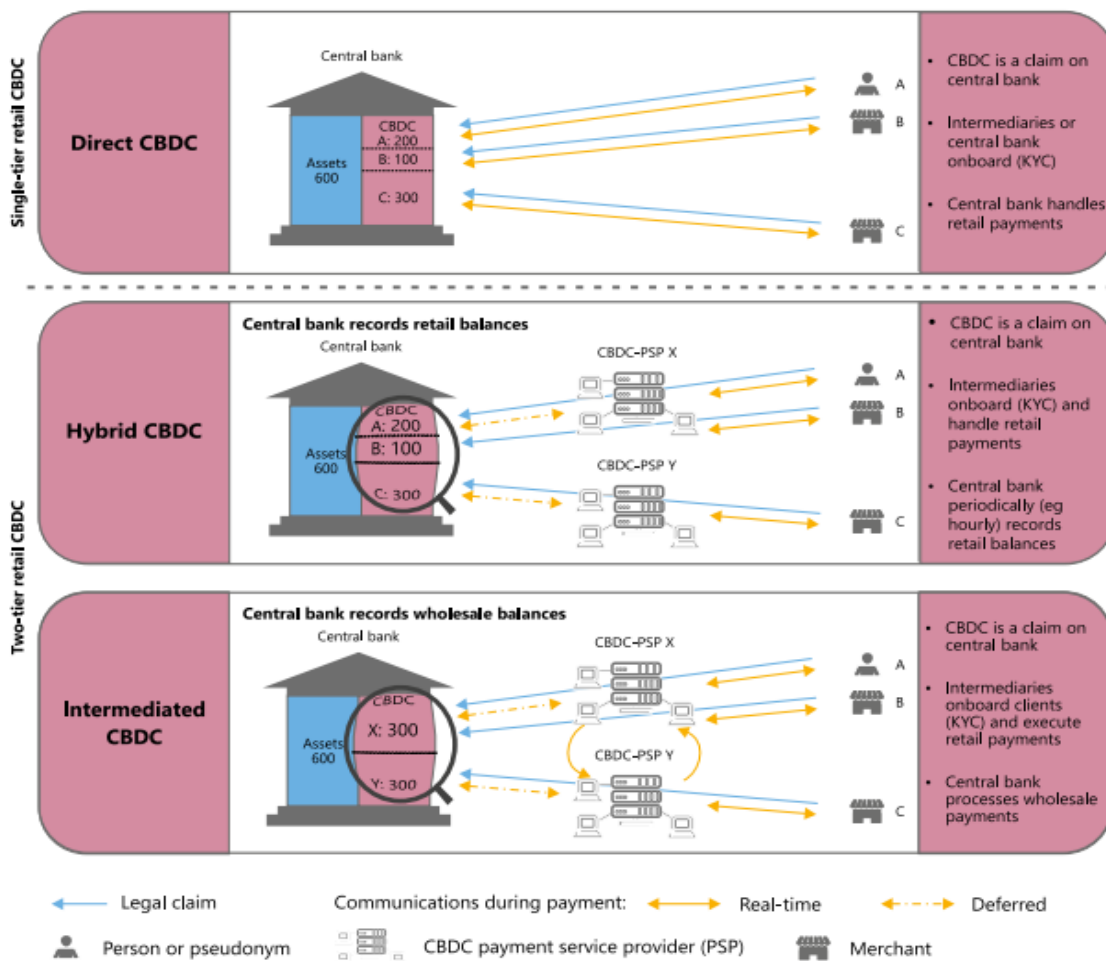 Single-tier retail CBDC
Direct CBDC
Central bank
Assets
600
CBDC
A: 200
B: 100
C: 300
A
B
C
• CBDC is a claim on
central bank
• Intermediaries or
central bank
onboard (KYC)
• Central bank handles
retail payments
Two-tier retail CBDC
Hybrid CBDC
Central bank records retail balances
Central bank
Assets
600
CBDC
A: 200
B: 100
C: 300
CBDC-PSP X
CBDC-PSP Y
A
B
C
• CBDC is a claim on
central bank
• Intermediaries
onboard (KYC) and
handle retail
payments
• Central bank
periodically (eg
hourly) records
retail balances
Intermediated
CBDC
Central bank records wholesale balances
Central bank
Assets
600
CBDC
X: 300
Y: 300
CBDC-PSP X
CBDC-PSP Y
A
B
C
• CBDC is a claim on
central bank
• Intermediaries
onboard clients
(KYC) and execute
retail payments
• Central bank
processes wholesale
payments
Legal claim
Communications during payment:
Real-time
Deferred
Person or pseudonym
CBDC payment service provider (PSP)
Merchant